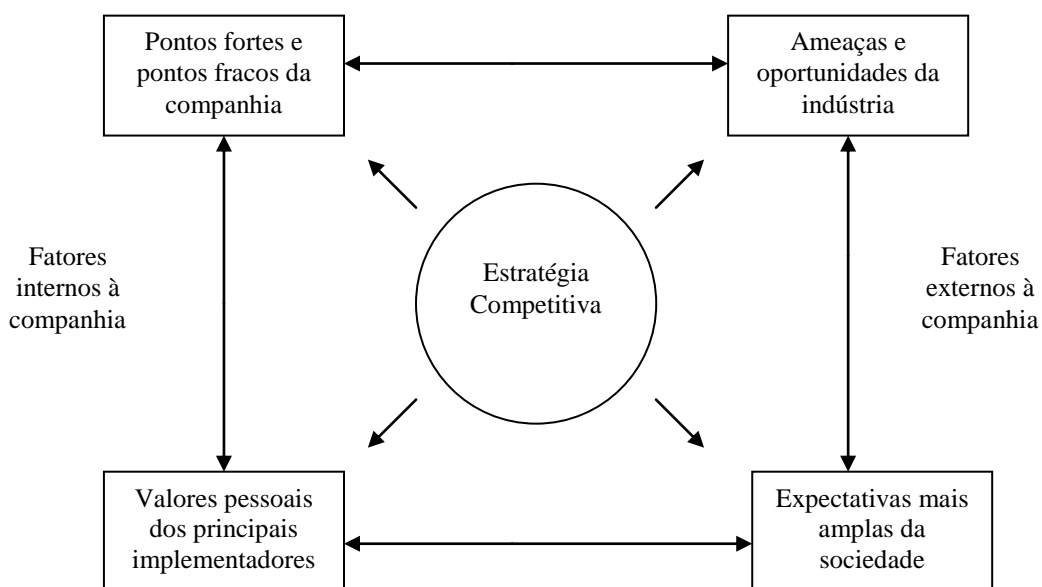 Pontos fortes e
pontos fracos da
companhia
Ameaças e
oportunidades da
indústria
Fatores
internos à
companhia
Estratégia
Competitiva
Fatores
externos à
companhia
Valores pessoais
dos principais
implementadores
Expectativas mais
amplas da
sociedade